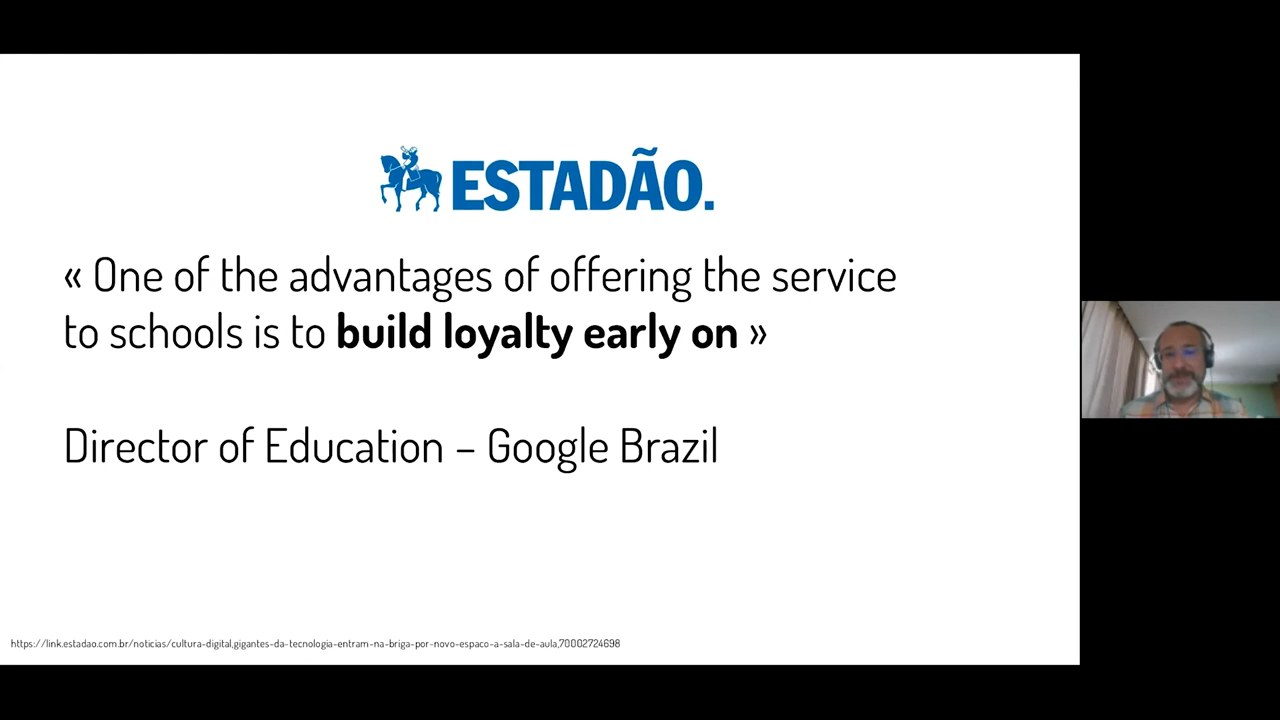 ESTADÃO.
« One of the advantages of offering the service
to schools is to build loyalty early on »
Director of Education – Google Brazil
https://link.estadao.com.br/noticias/cultura-digital,gigantes-da-tecnologia-entram-na-briga-por-novo-espaco-a-sala-de-aula,70002724698